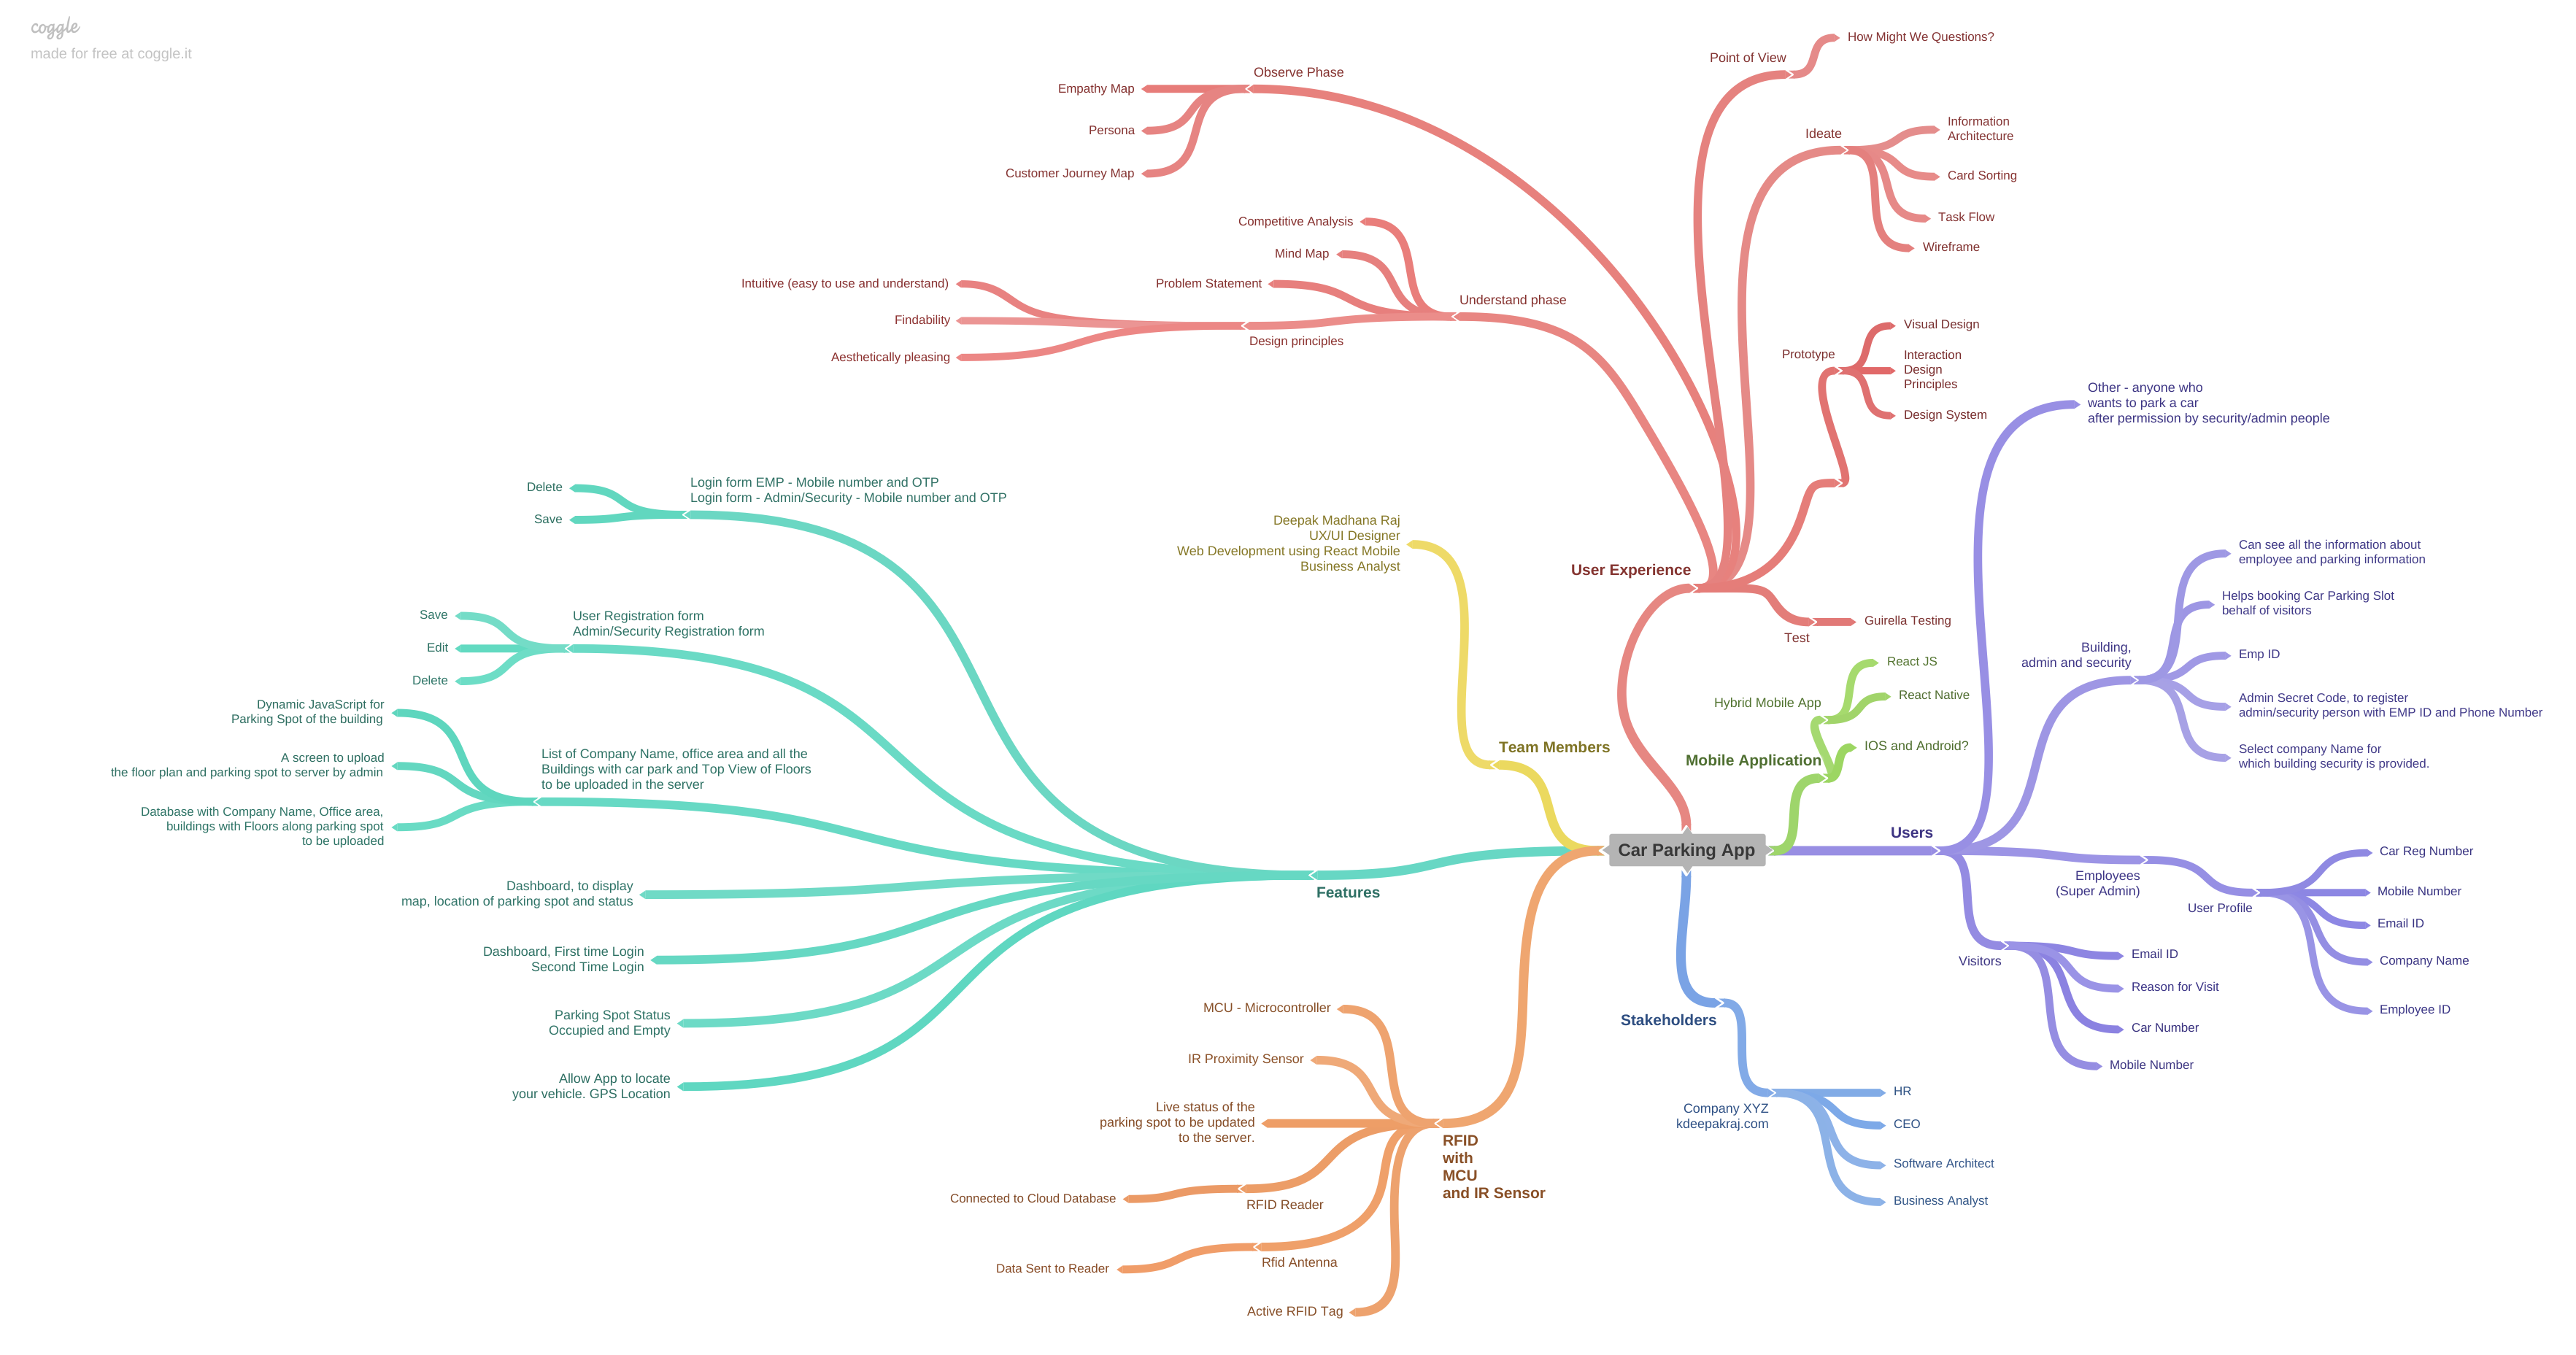 coggle
made for free at coggle.it
Car Parking App
User Experience
Observe Phase
Empathy Map
Persona
Customer Journey Map
Understand phase
Competitive Analysis
Mind Map
Problem Statement
Design principles
Intuitive (easy to use and understand)
Findability
Aesthetically pleasing
Point of View
How Might We Questions?
Ideate
Information
Architecture
Card Sorting
Task Flow
Wireframe
Prototype
Visual Design
Interaction
Design
Principles
Design System
Test
Guirella Testing
Mobile Application
Hybrid Mobile App
React JS
React Native
IOS and Android?
Users
Other - anyone who
wants to park a car
after permission by security/admin people
Building,
admin and security
Can see all the information about
employee and parking information
Helps booking Car Parking Slot
behalf of visitors
Emp ID
Admin Secret Code, to register
admin/security person with EMP ID and Phone Number
Select company Name for
which building security is provided.
Employees
(Super Admin)
User Profile
Car Reg Number
Mobile Number
Email ID
Company Name
Employee ID
Visitors
Email ID
Reason for Visit
Car Number
Mobile Number
Stakeholders
Company XYZ
kdeepakraj.com
HR
CEO
Software Architect
Business Analyst
Team Members
Deepak Madhana Raj
UX/UI Designer
Web Development using React Mobile
Business Analyst
Features
Login form EMP - Mobile number and OTP
Login form - Admin/Security - Mobile number and OTP
Delete
Save
User Registration form
Admin/Security Registration form
Save
Edit
Delete
List of Company Name, office area and all the
Buildings with car park and Top View of Floors
to be uploaded in the server
Dynamic JavaScript for
Parking Spot of the building
A screen to upload
the floor plan and parking spot to server by admin
Database with Company Name, Office area,
buildings with Floors along parking spot
to be uploaded
Dashboard, to display
map, location of parking spot and status
Dashboard, First time Login
Second Time Login
Parking Spot Status
Occupied and Empty
Allow App to locate
your vehicle. GPS Location
RFID
with
MCU
and IR Sensor
MCU - Microcontroller
IR Proximity Sensor
Live status of the
parking spot to be updated
to the server.
RFID Reader
Connected to Cloud Database
Rfid Antenna
Data Sent to Reader
Active RFID Tag